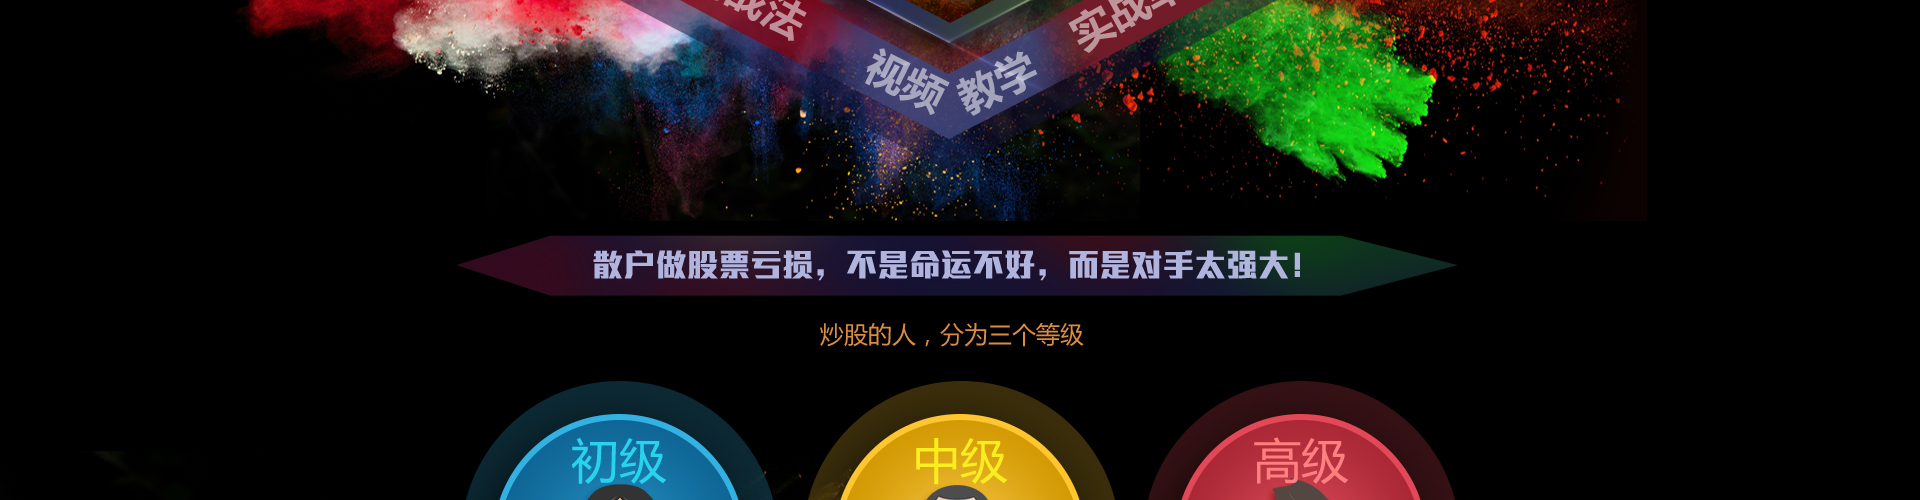 战法
视频 教学
实战
散户做股票亏损，不是命运不好，而是对手太强大！
炒股的人，分为三个等级
初级
中级
高级